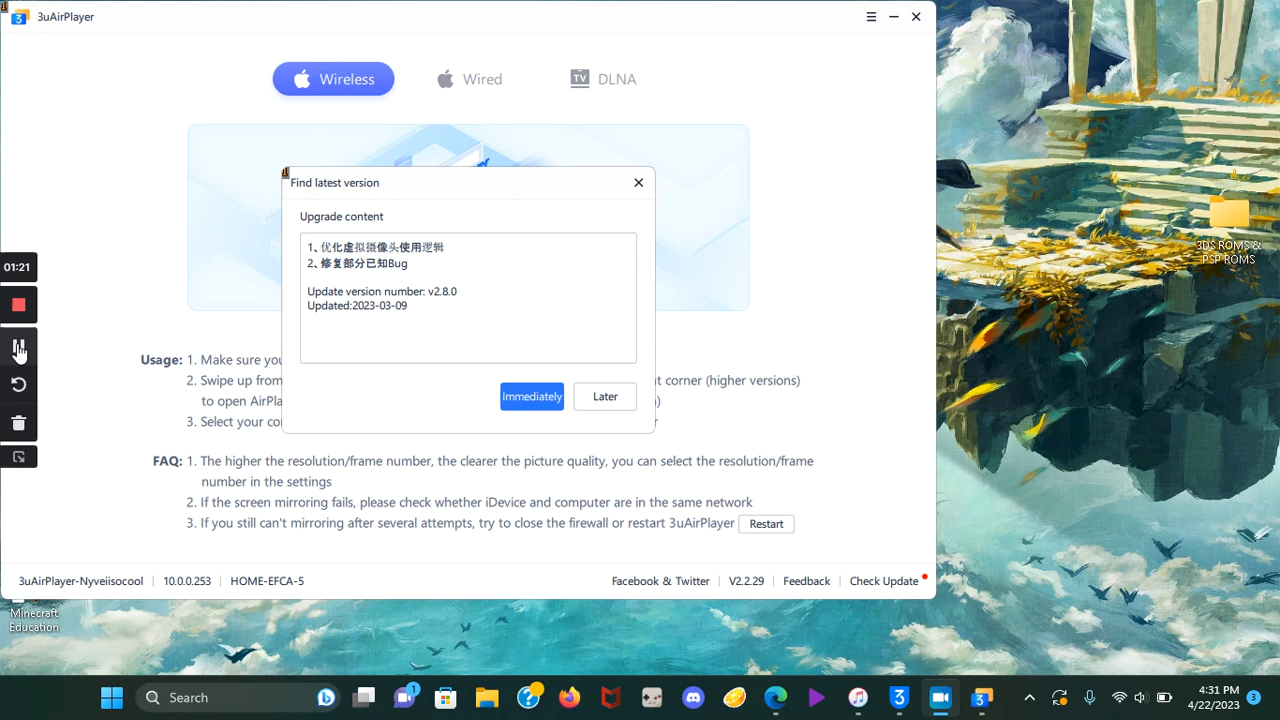 3uAirPlayer
Wireless
Wired
TV
DLNA
Find latest version
Upgrade content
1、优化虚拟摄像头使用逻辑
2、修复部分已知Bug
Update version number: v2.8.0
Updated:2023-03-09
Immediately
Later
Usage: 1. Make sure you
2. Swipe up from
t corner (higher versions)
to open AirPla
)
3. Select your co
FAQ: 1. The higher the resolution/frame number, the clearer the picture quality, you can select the resolution/frame
number in the settings
2. If the screen mirroring fails, please check whether iDevice and computer are in the same network
3. If you still can't mirroring after several attempts, try to close the firewall or restart 3uAirPlayer
Restart
3uAirPlayer-Nyveiisocool
10.0.0.253
HOME-EFCA-5
Facebook & Twitter
V2.2.29
Feedback
Check Update
01:21
3DS ROMS &
PSP ROMS
Minecraft
Education
Search
1
4:31 PM
4/22/2023
3